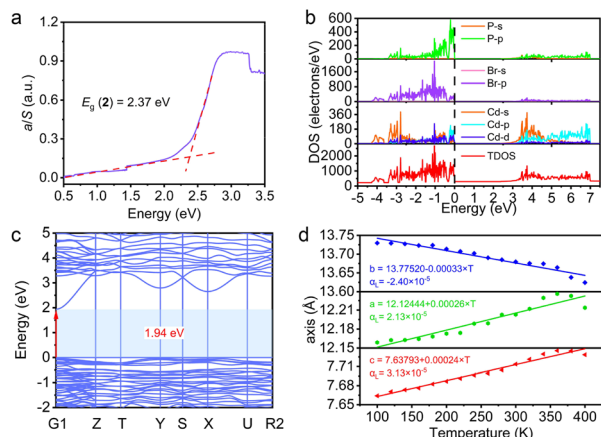 a
a/S (a.u.)
1.2
0.9
0.6
0.3
0.0
E_g (2) = 2.37 eV
0.5 1.0 1.5 2.0 2.5 3.0 3.5
Energy (eV)
b
DOS (electrons/eV)
600
400
200
0
P-s
P-p
1600
800
0
Br-s
Br-p
360
180
0
Cd-s
Cd-p
Cd-d
2000
1000
0
TDOS
-5 -4 -3 -2 -1 0 1 2 3 4 5 6 7
Energy (eV)
c
Energy (eV)
5
4
3
2
1
0
-1
-2
1.94 eV
G1 Z T Y S X U R2
d
axis (Å)
13.75
13.70
13.65
13.60
b = 13.77520-0.00033×T
α_L = -2.40×10⁻⁵
12.21
12.18
12.15
a = 12.12444+0.00026×T
α_L = 2.13×10⁻⁵
7.71
7.68
7.65
c = 7.63793+0.00024×T
α_L = 3.13×10⁻⁵
100 150 200 250 300 350 400
Temperature (K)